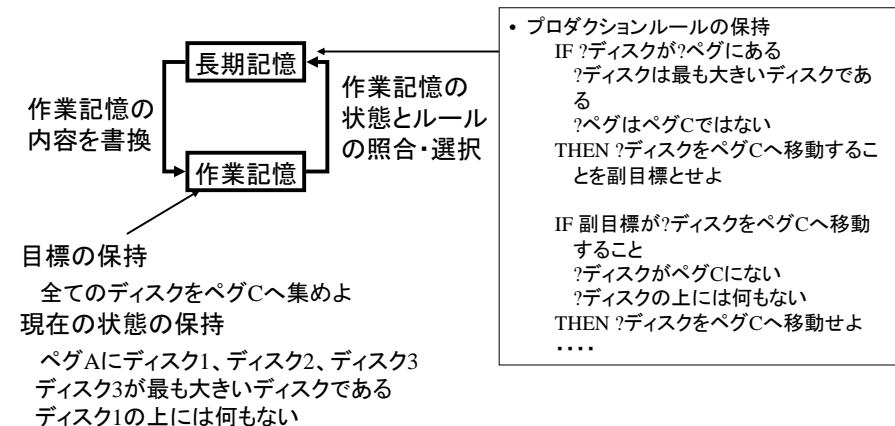 長期記憶
作業記憶の
内容を書換
作業記憶の
状態とルール
の照合・選択
作業記憶
目標の保持
全てのディスクをペグCへ集めよ
現在の状態の保持
ペグAにディスク1、ディスク2、ディスク3
ディスク3が最も大きいディスクである
ディスク1の上には何もない
• プロダクションルールの保持
IF ?ディスクが?ペグにある
?ディスクは最も大きいディスクであ
る
?ペグはペグCではない
THEN ?ディスクをペグCへ移動するこ
とを副目標とせよ
IF 副目標が?ディスクをペグCへ移動
すること
?ディスクがペグCにない
?ディスクの上には何もない
THEN ?ディスクをペグCへ移動せよ
・・・・